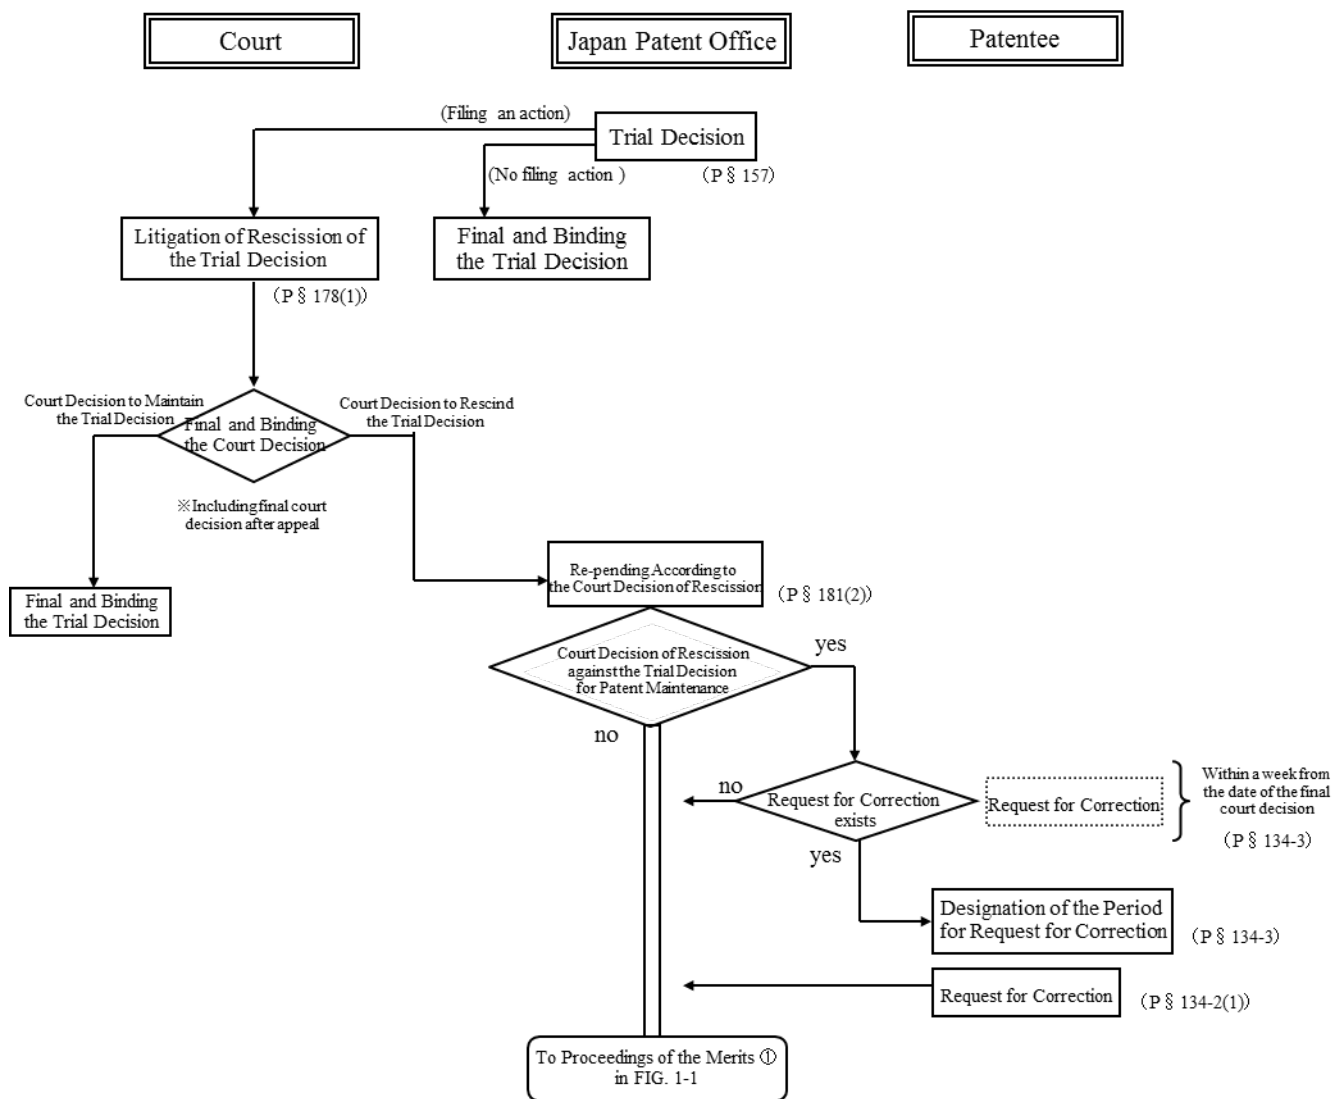 Court
Japan Patent Office
Patentee
(Filing an action)
Trial Decision
(P§157)
(No filing action )
Litigation of Rescission of
the Trial Decision
(P§178(1))
Final and Binding
the Trial Decision
Court Decision to Maintain
the Trial Decision
Final and Binding
the Court Decision
Court Decision to Rescind
the Trial Decision
※Including final court
decision after appeal
Final and Binding
the Trial Decision
Re-pending According to
the Court Decision of Rescission
(P§181(2))
Court Decision of Rescission
against the Trial Decision
for Patent Maintenance
yes
no
no
Request for Correction
exists
yes
Request for Correction
Within a week from
the date of the final
court decision
(P§134-3)
Designation of the Period
for Request for Correction
(P§134-3)
Request for Correction
(P§134-2(1))
To Proceedings of the Merits ①
in FIG. 1-1